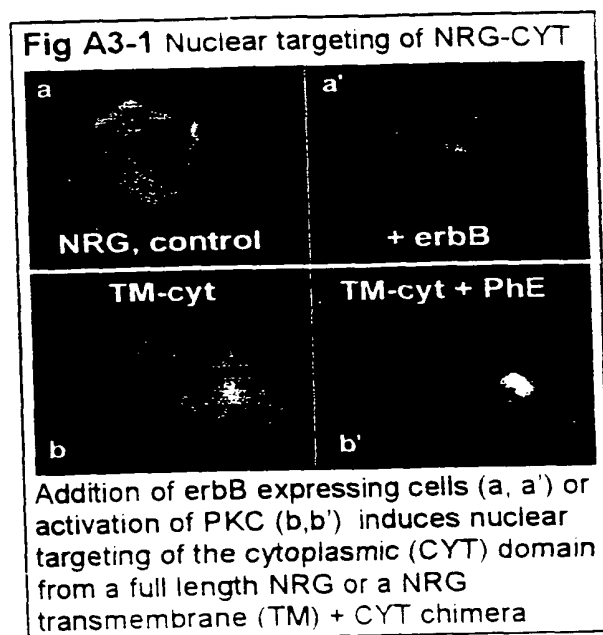 Fig A3-1 Nuclear targeting of NRG-CYT
a a'
NRG, control + erbB
TM-cyt TM-cyt + PhE
b b'
Addition of erbB expressing cells (a, a') or
activation of PKC (b,b') induces nuclear
targeting of the cytoplasmic (CYT) domain
from a full length NRG or a NRG
transmembrane (TM) + CYT chimera